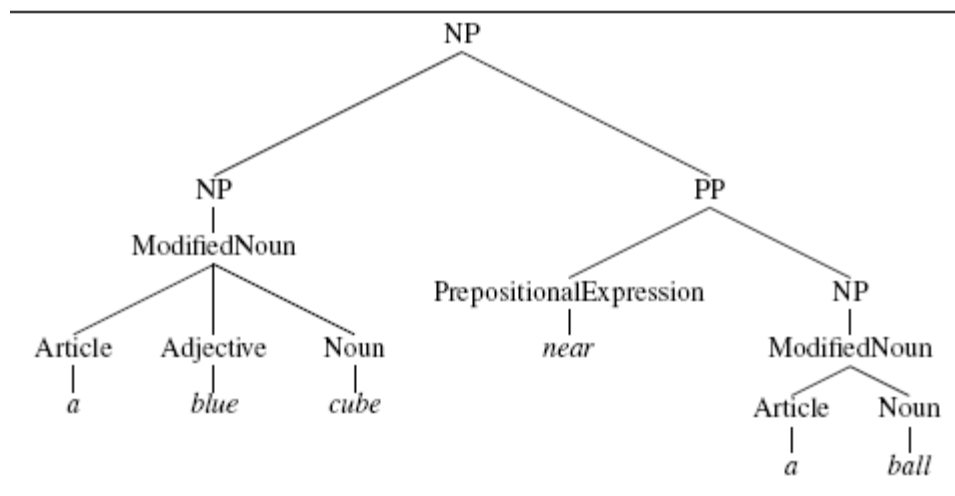 NP
NP PP
ModifiedNoun
PrepositionalExpression NP
Article Adjective Noun near ModifiedNoun
a blue cube
Article Noun
a ball